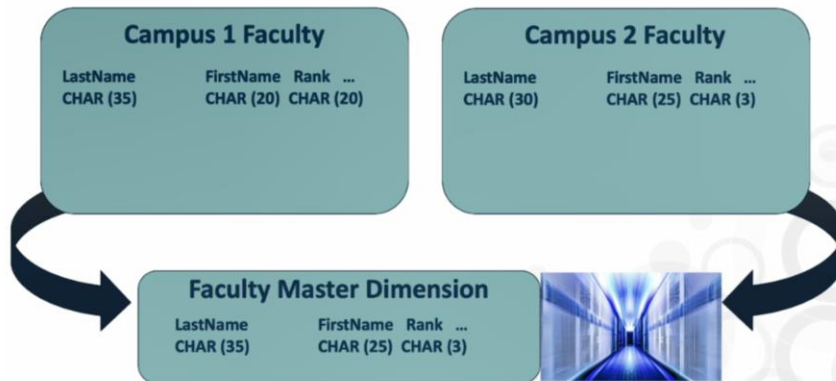 Campus 1 Faculty
LastName FirstName Rank ...
CHAR (35) CHAR (20) CHAR (20)
Campus 2 Faculty
LastName FirstName Rank ...
CHAR (30) CHAR (25) CHAR (3)
Faculty Master Dimension
LastName FirstName Rank ...
CHAR (35) CHAR (25) CHAR (3)